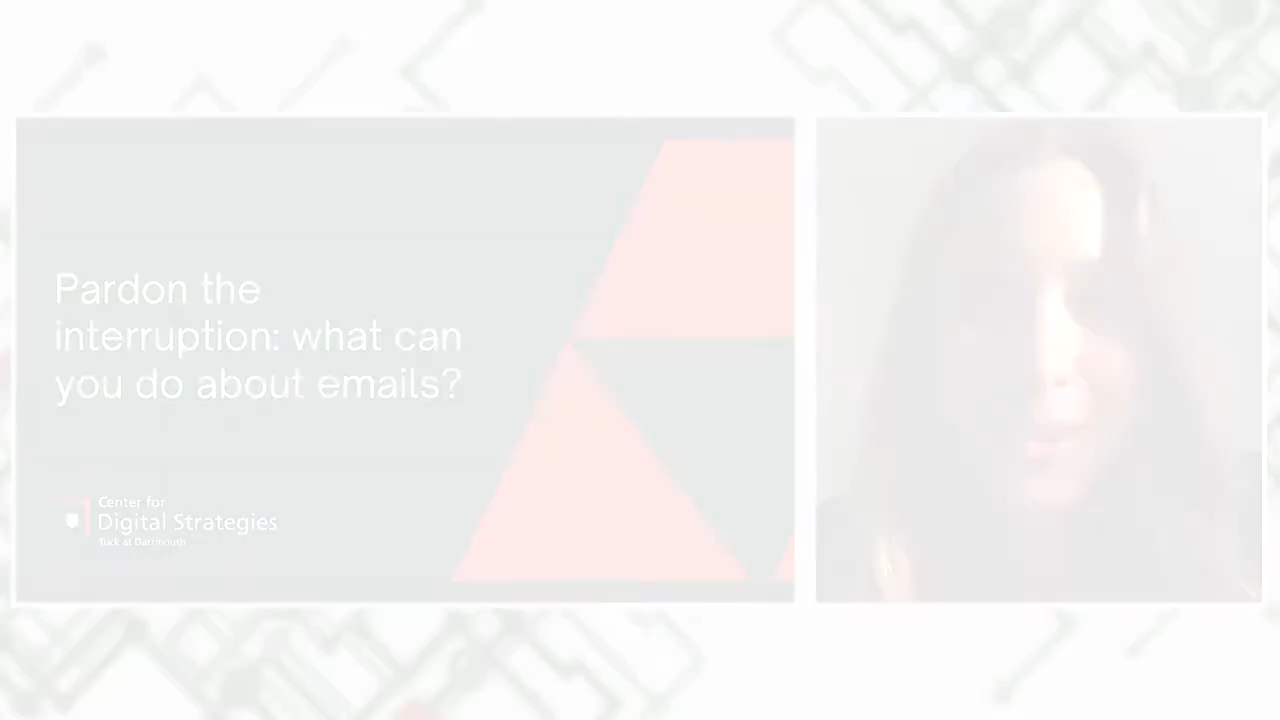 Pardon the
interruption: what can
you do about emails?
Center for
Digital Strategies
Tuck at Dartmouth